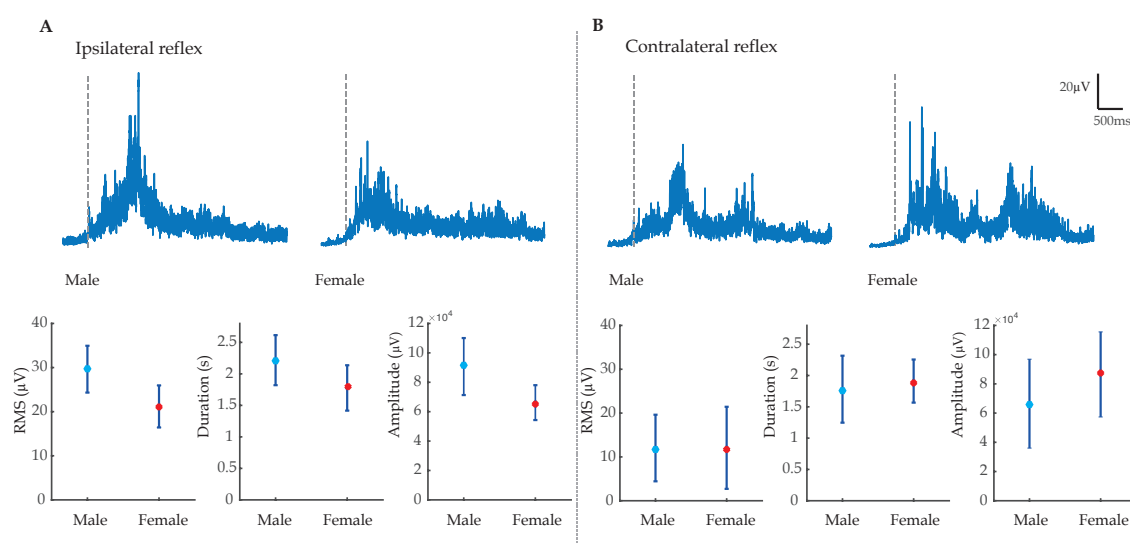 A
Ipsilateral reflex
Male
Female
40
30
20
10
0
RMS (µV)
Male
Female
2.5
2
1.5
1
0.5
0
Duration (s)
Male
Female
×10⁴
12
10
8
6
4
2
0
Amplitude (µV)
Male
Female
B
Contralateral reflex
20µV
500ms
Male
Female
40
30
20
10
0
RMS (µV)
Male
Female
2.5
2
1.5
1
0.5
0
Duration (s)
Male
Female
×10⁴
12
10
8
6
4
2
0
Amplitude (µV)
Male
Female